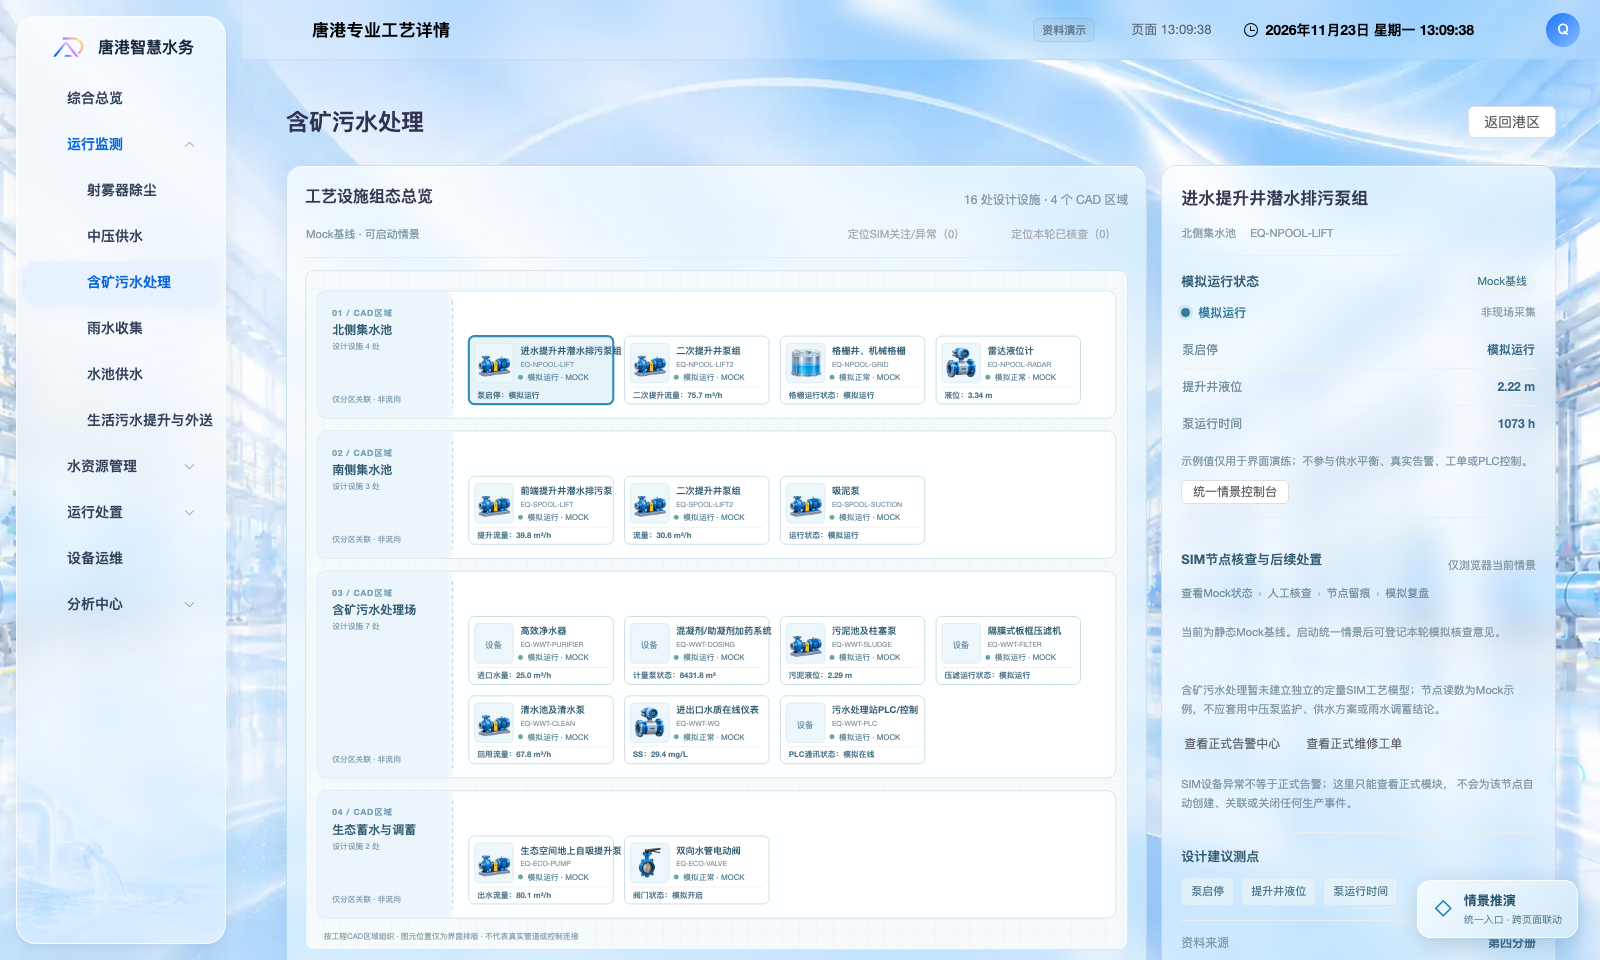 唐港智慧水务
综合总览
运行监测
射雾器除尘
中压供水
含矿污水处理
雨水收集
水池供水
生活污水提升与外送
水资源管理
运行处置
设备运维
分析中心
唐港专业工艺详情
资料演示
页面 13:09:38
2026年11月23日 星期一 13:09:38
Q
含矿污水处理
返回港区
工艺设施组态总览
16 处设计设施 · 4 个 CAD 区域
Mock基线 · 可启动情景
定位SIM关注/异常（0）
定位本轮已核查（0）
01 / CAD区域
北侧集水池
设计设施 4 处
仅分区关联 · 非流向
进水提升井潜水排污泵组
EQ-NPOOL-LIFT
模拟运行 · MOCK
泵启停：模拟运行
二次提升井泵组
EQ-NPOOL-LIFT2
模拟运行 · MOCK
二次提升流量：75.7 m³/h
格栅井、机械格栅
EQ-NPOOL-GRID
模拟正常 · MOCK
格栅运行状态：模拟运行
雷达液位计
EQ-NPOOL-RADAR
模拟正常 · MOCK
液位：3.34 m
02 / CAD区域
南侧集水池
设计设施 3 处
仅分区关联 · 非流向
前端提升井潜水排污泵
EQ-SPOOL-LIFT
模拟运行 · MOCK
提升流量：39.8 m³/h
二次提升井泵组
EQ-SPOOL-LIFT2
模拟运行 · MOCK
流量：30.6 m³/h
吸泥泵
EQ-SPOOL-SUCTION
模拟运行 · MOCK
运行状态：模拟运行
03 / CAD区域
含矿污水处理场
设计设施 7 处
仅分区关联 · 非流向
设备
高效净水器
EQ-WWT-PURIFIER
模拟运行 · MOCK
进口水量：25.0 m³/h
设备
混凝剂/助凝剂加药系统
EQ-WWT-DOSING
模拟运行 · MOCK
计量泵状态：8431.8 m³
污泥池及柱塞泵
EQ-WWT-SLUDGE
模拟运行 · MOCK
污泥液位：2.29 m
设备
隔膜式板框压滤机
EQ-WWT-FILTER
模拟运行 · MOCK
压滤运行状态：模拟运行
清水池及清水泵
EQ-WWT-CLEAN
模拟运行 · MOCK
回用流量：67.8 m³/h
进出口水质在线仪表
EQ-WWT-WQ
模拟正常 · MOCK
SS：29.4 mg/L
设备
污水处理站PLC/控制
EQ-WWT-PLC
模拟运行 · MOCK
PLC通讯状态：模拟在线
04 / CAD区域
生态蓄水与调蓄
设计设施 2 处
仅分区关联 · 非流向
生态空间地上自吸提升泵
EQ-ECO-PUMP
模拟运行 · MOCK
出水流量：80.1 m³/h
双向水管电动阀
EQ-ECO-VALVE
模拟正常 · MOCK
阀门状态：模拟开启
按工程CAD区域组织 · 图元位置仅为界面排版 · 不代表真实管道或控制连接
进水提升井潜水排污泵组
北侧集水池 EQ-NPOOL-LIFT
模拟运行状态
Mock基线
模拟运行
非现场采集
泵启停
模拟运行
提升井液位
2.22 m
泵运行时间
1073 h
示例值仅用于界面演练；不参与供水平衡、真实告警、工单或PLC控制。
统一情景控制台
SIM节点核查与后续处置
仅浏览器当前情景
查看Mock状态 › 人工核查 › 节点留痕 › 模拟复盘
当前为静态Mock基线。启动统一情景后可登记本轮模拟核查意见。
含矿污水处理暂未建立独立的定量SIM工艺模型；节点读数为Mock示
例，不应套用中压泵监护、供水方案或雨水调蓄结论。
查看正式告警中心
查看正式维修工单
SIM设备异常不等于正式告警；这里只能查看正式模块， 不会为该节点自
动创建、关联或关闭任何生产事件。
设计建议测点
泵启停
提升井液位
泵运行时间
资料来源
第四分册
情景推演
统一入口 · 跨页面联动